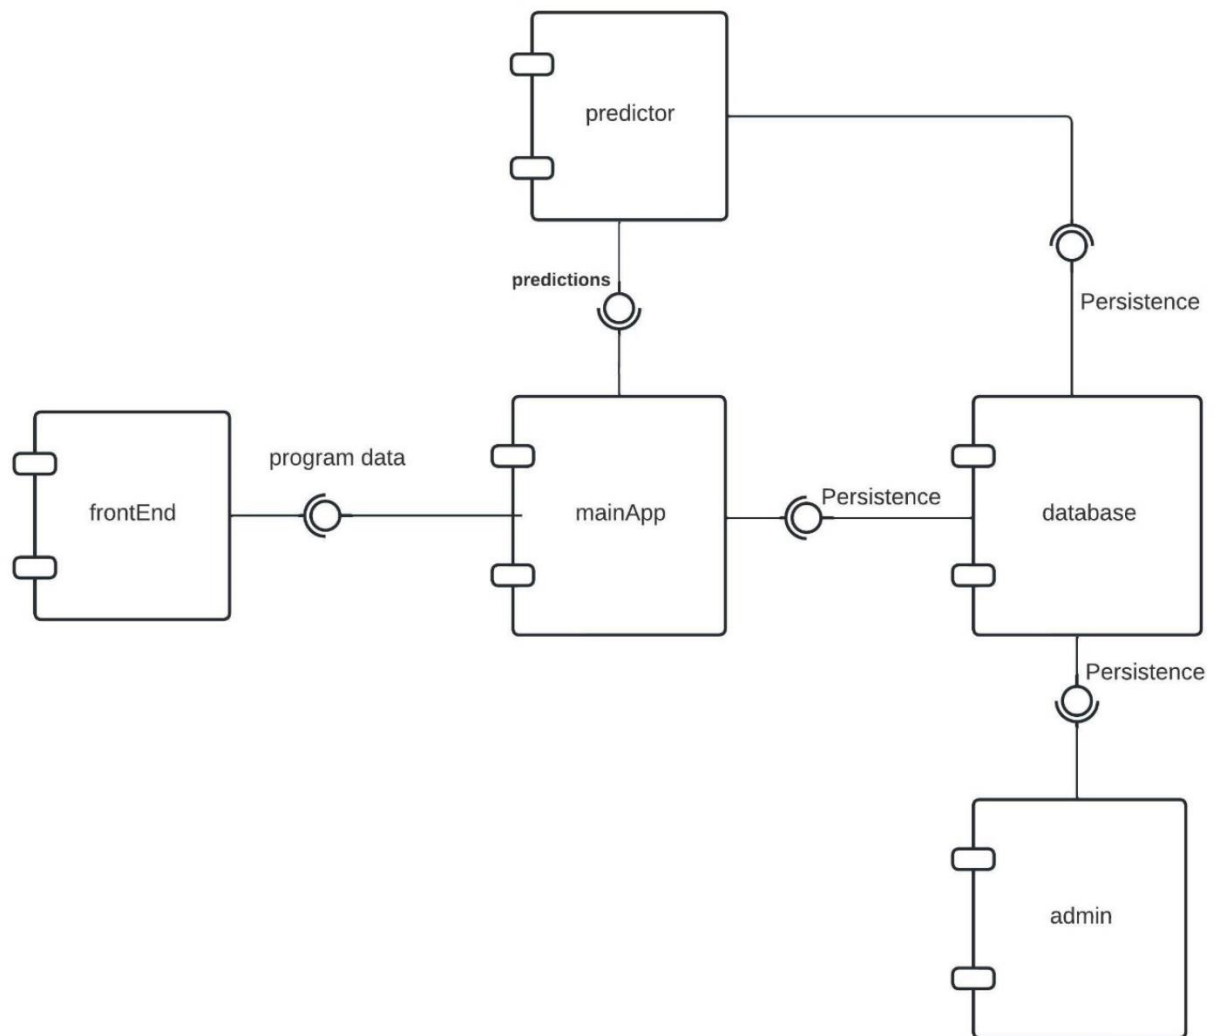 predictor
predictions
Persistence
program data
frontEnd
mainApp
Persistence
database
Persistence
admin